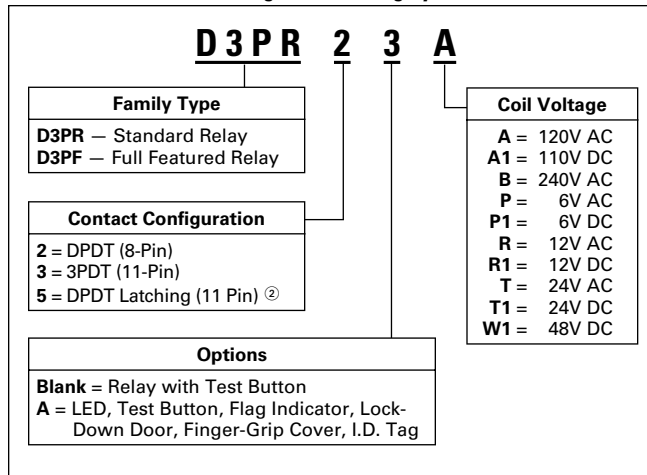 D3PR 2 3 A
Family Type
D3PR — Standard Relay
D3PF — Full Featured Relay
Contact Configuration
2 = DPDT (8-Pin)
3 = 3PDT (11-Pin)
5 = DPDT Latching (11 Pin) ②
Options
Blank = Relay with Test Button
A = LED, Test Button, Flag Indicator, Lock-
Down Door, Finger-Grip Cover, I.D. Tag
Coil Voltage
A = 120V AC
A1 = 110V DC
B = 240V AC
P = 6V AC
P1 = 6V DC
R = 12V AC
R1 = 12V DC
T = 24V AC
T1 = 24V DC
W1 = 48V DC